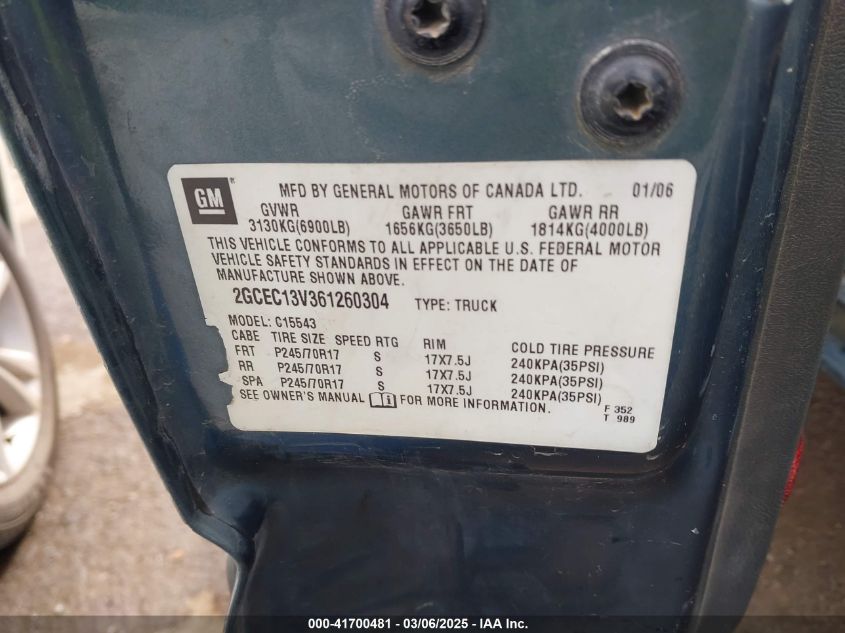 GM
MFD BY GENERAL MOTORS OF CANADA LTD. 01/06
GVWR GAWR FRT GAWR RR
3130KG(6900LB) 1656KG(3650LB) 1814KG(4000LB)
THIS VEHICLE CONFORMS TO ALL APPLICABLE U.S. FEDERAL MOTOR
VEHICLE SAFETY STANDARDS IN EFFECT ON THE DATE OF
MANUFACTURE SHOWN ABOVE.
2GCEC13V361260304 TYPE: TRUCK
MODEL: C15543
CABE TIRE SIZE SPEED RTG RIM COLD TIRE PRESSURE
FRT P245/70R17 S 17X7.5J 240KPA(35PSI)
RR P245/70R17 S 17X7.5J 240KPA(35PSI)
SPA P245/70R17 S 17X7.5J 240KPA(35PSI)
SEE OWNER'S MANUAL i FOR MORE INFORMATION.
F 352
T 989
000-41700481 - 03/06/2025 - IAA Inc.